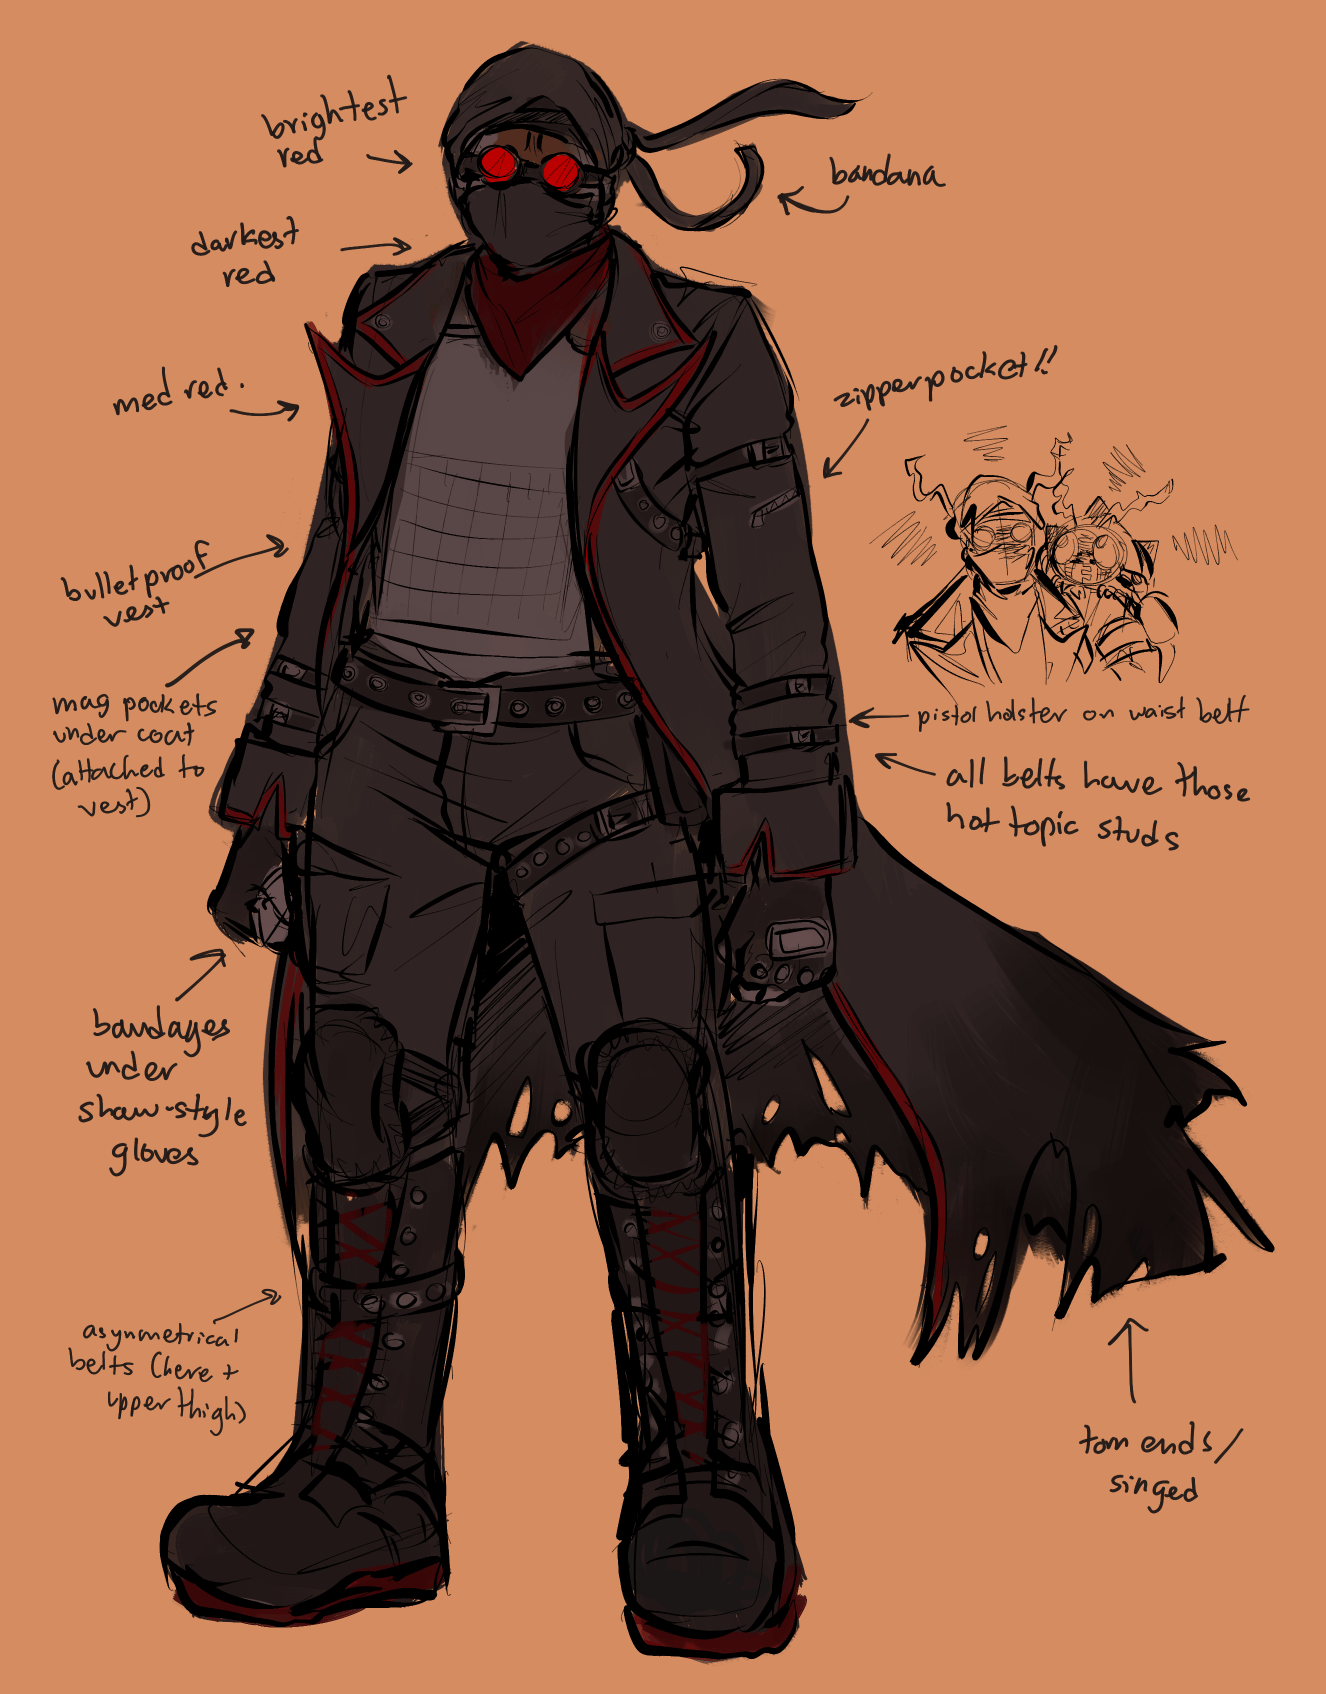 brightest
red
bandana
darkest
red
zipper pocket!!
med red.
bulletproof
vest
mag pockets
under coat
(attached to
vest)
pistol holster on waist belt
all belts have those
hot topic studs
bandages
under
shaw-style
gloves
asymmetrical
belts (here +
upper thigh)
torn ends/
singed